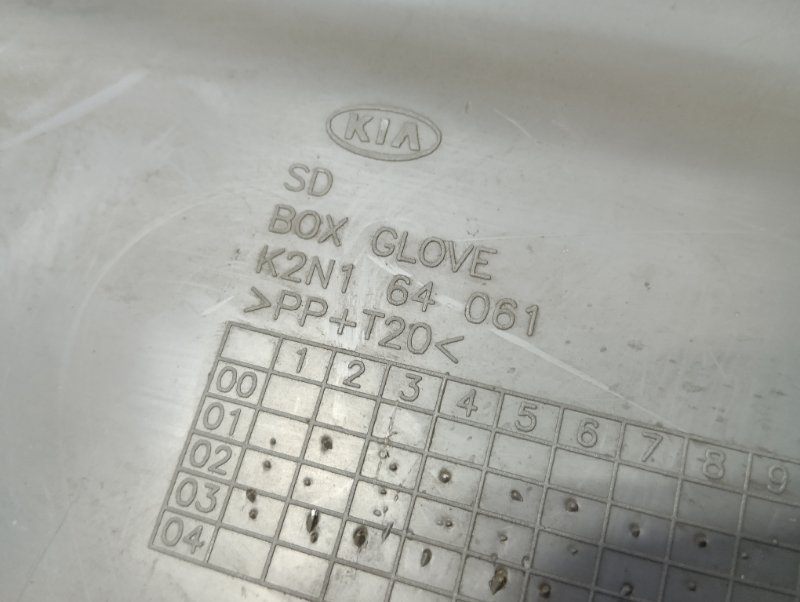 KIA
SD
BOX GLOVE
K2N1 64 061
>PP+T20<
1 2 3 4 5 6 7 8 9
00
01
02
03
04